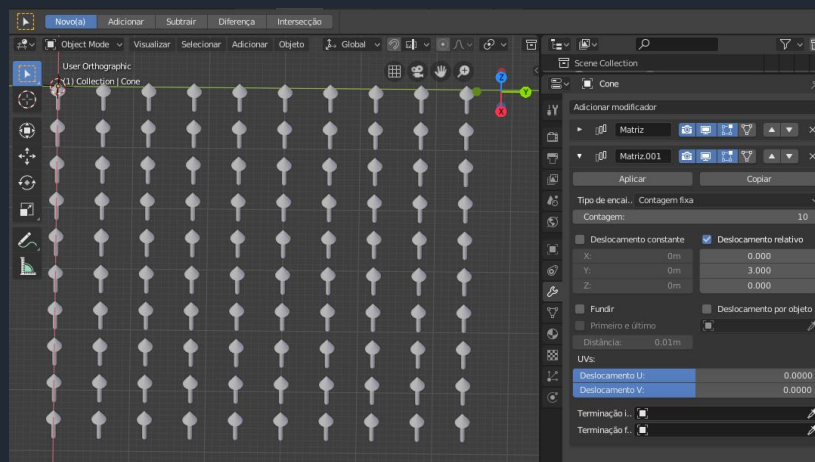 Novo(a) Adicionar Subtrair Diferença Intersecção
Object Mode Visualizar Selecionar Adicionar Objeto Global
User Orthographic
(1) Collection | Cone
Z
Y
X
Scene Collection
Cone
Adicionar modificador
Matriz
Matriz.001
Aplicar Copiar
Tipo de encai.. Contagem fixa
Contagem: 10
Deslocamento constante Deslocamento relativo
X: 0m 0.000
Y: 0m 3.000
Z: 0m 0.000
Fundir Deslocamento por objeto
Primeiro e último
Distância: 0.01m
UVs:
Deslocamento U: 0.0000
Deslocamento V: 0.0000
Terminação i..
Terminação f..